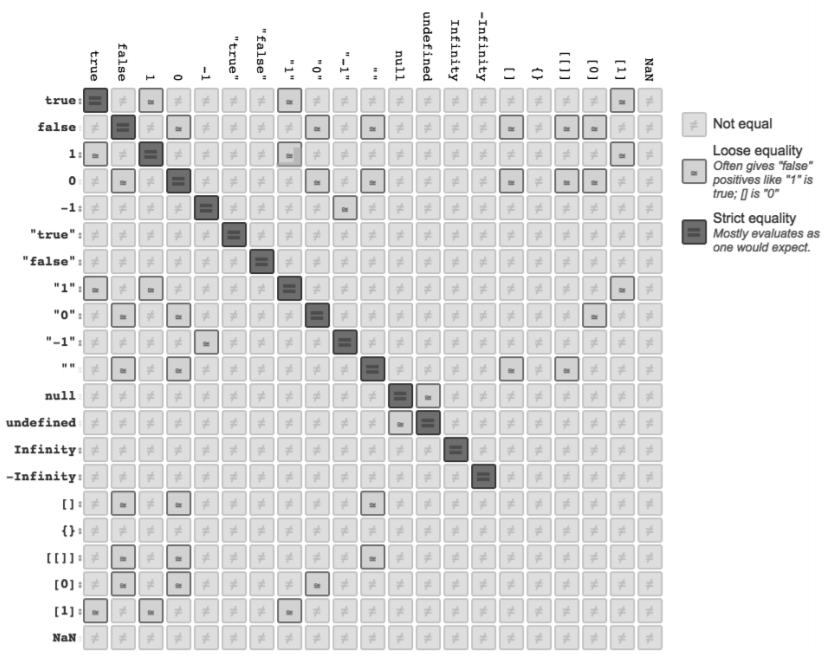 true false 1 0 -1 "true" "false" "1" "0" "-1" "" null undefined Infinity -Infinity [] {} [[]] [0] [1] NaN
true: = ≠ ≃ ≠ ≠ ≠ ≠ ≃ ≠ ≠ ≠ ≠ ≠ ≠ ≠ ≠ ≠ ≠ ≠ ≃ ≠
false: ≠ = ≠ ≃ ≠ ≠ ≠ ≠ ≃ ≠ ≃ ≠ ≠ ≠ ≠ ≃ ≠ ≃ ≃ ≠ ≠
1: ≃ ≠ = ≠ ≠ ≠ ≠ ≃ ≠ ≠ ≠ ≠ ≠ ≠ ≠ ≠ ≠ ≠ ≠ ≃ ≠
0 ≠ ≃ ≠ = ≠ ≠ ≠ ≠ ≃ ≠ ≃ ≠ ≠ ≠ ≠ ≃ ≠ ≃ ≃ ≠ ≠
-1: ≠ ≠ ≠ ≠ = ≠ ≠ ≠ ≠ ≃ ≠ ≠ ≠ ≠ ≠ ≠ ≠ ≠ ≠ ≠ ≠
"true": ≠ ≠ ≠ ≠ ≠ = ≠ ≠ ≠ ≠ ≠ ≠ ≠ ≠ ≠ ≠ ≠ ≠ ≠ ≠ ≠
"false": ≠ ≠ ≠ ≠ ≠ ≠ = ≠ ≠ ≠ ≠ ≠ ≠ ≠ ≠ ≠ ≠ ≠ ≠ ≠ ≠
"1": ≃ ≠ ≃ ≠ ≠ ≠ ≠ = ≠ ≠ ≠ ≠ ≠ ≠ ≠ ≠ ≠ ≠ ≠ ≃ ≠
"0": ≠ ≃ ≠ ≃ ≠ ≠ ≠ ≠ = ≠ ≠ ≠ ≠ ≠ ≠ ≠ ≠ ≠ ≃ ≠ ≠
"-1": ≠ ≠ ≠ ≠ ≃ ≠ ≠ ≠ ≠ = ≠ ≠ ≠ ≠ ≠ ≠ ≠ ≠ ≠ ≠ ≠
"": ≠ ≃ ≠ ≃ ≠ ≠ ≠ ≠ ≠ ≠ = ≠ ≠ ≠ ≠ ≃ ≠ ≃ ≠ ≠ ≠
null: ≠ ≠ ≠ ≠ ≠ ≠ ≠ ≠ ≠ ≠ ≠ = ≃ ≠ ≠ ≠ ≠ ≠ ≠ ≠ ≠
undefined ≠ ≠ ≠ ≠ ≠ ≠ ≠ ≠ ≠ ≠ ≠ ≃ = ≠ ≠ ≠ ≠ ≠ ≠ ≠ ≠
Infinity ≠ ≠ ≠ ≠ ≠ ≠ ≠ ≠ ≠ ≠ ≠ ≠ ≠ = ≠ ≠ ≠ ≠ ≠ ≠ ≠
-Infinity ≠ ≠ ≠ ≠ ≠ ≠ ≠ ≠ ≠ ≠ ≠ ≠ ≠ ≠ = ≠ ≠ ≠ ≠ ≠ ≠
[]: ≠ ≃ ≠ ≃ ≠ ≠ ≠ ≠ ≠ ≠ ≃ ≠ ≠ ≠ ≠ ≠ ≠ ≠ ≠ ≠ ≠
{}: ≠ ≠ ≠ ≠ ≠ ≠ ≠ ≠ ≠ ≠ ≠ ≠ ≠ ≠ ≠ ≠ ≠ ≠ ≠ ≠ ≠
[[]]: ≠ ≃ ≠ ≃ ≠ ≠ ≠ ≠ ≠ ≠ ≃ ≠ ≠ ≠ ≠ ≠ ≠ ≠ ≠ ≠ ≠
[0]: ≠ ≃ ≠ ≃ ≠ ≠ ≠ ≠ ≃ ≠ ≠ ≠ ≠ ≠ ≠ ≠ ≠ ≠ ≠ ≠ ≠
[1]: ≃ ≠ ≃ ≠ ≠ ≠ ≠ ≃ ≠ ≠ ≠ ≠ ≠ ≠ ≠ ≠ ≠ ≠ ≠ ≠ ≠
NaN ≠ ≠ ≠ ≠ ≠ ≠ ≠ ≠ ≠ ≠ ≠ ≠ ≠ ≠ ≠ ≠ ≠ ≠ ≠ ≠ ≠
≠ Not equal
Loose equality
≃ Often gives "false"
positives like "1" is
true; [] is "0"
Strict equality
= Mostly evaluates as
one would expect.